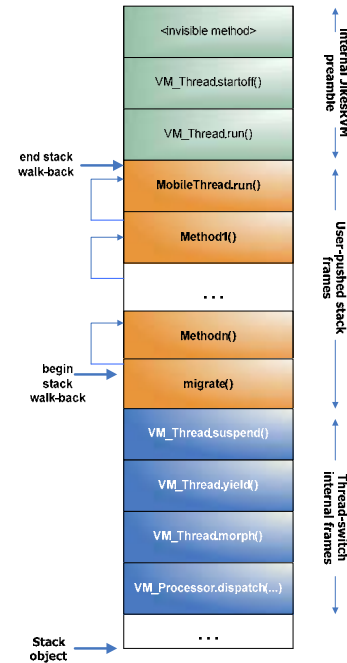 <Invisible method>
VM_Thread.startoff()
VM_Thread.run()
Internal JikesRVM
preamble
end stack
walk-back
MobileThread.run()
Method1()
...
Methodn()
migrate()
User-pushed stack
frames
begin
stack
walk-back
VM_Thread.suspend()
VM_Thread.yield()
VM_Thread.morph()
VM_Processor.dispatch(...)
Thread-switch
internal frames
Stack
object
...